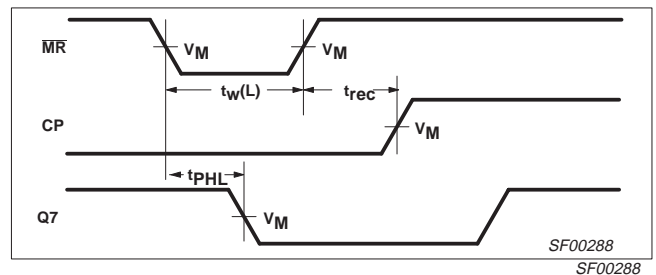 MR VM VM
tw(L) trec
CP VM
tPHL
Q7 VM
SF00288
SF00288